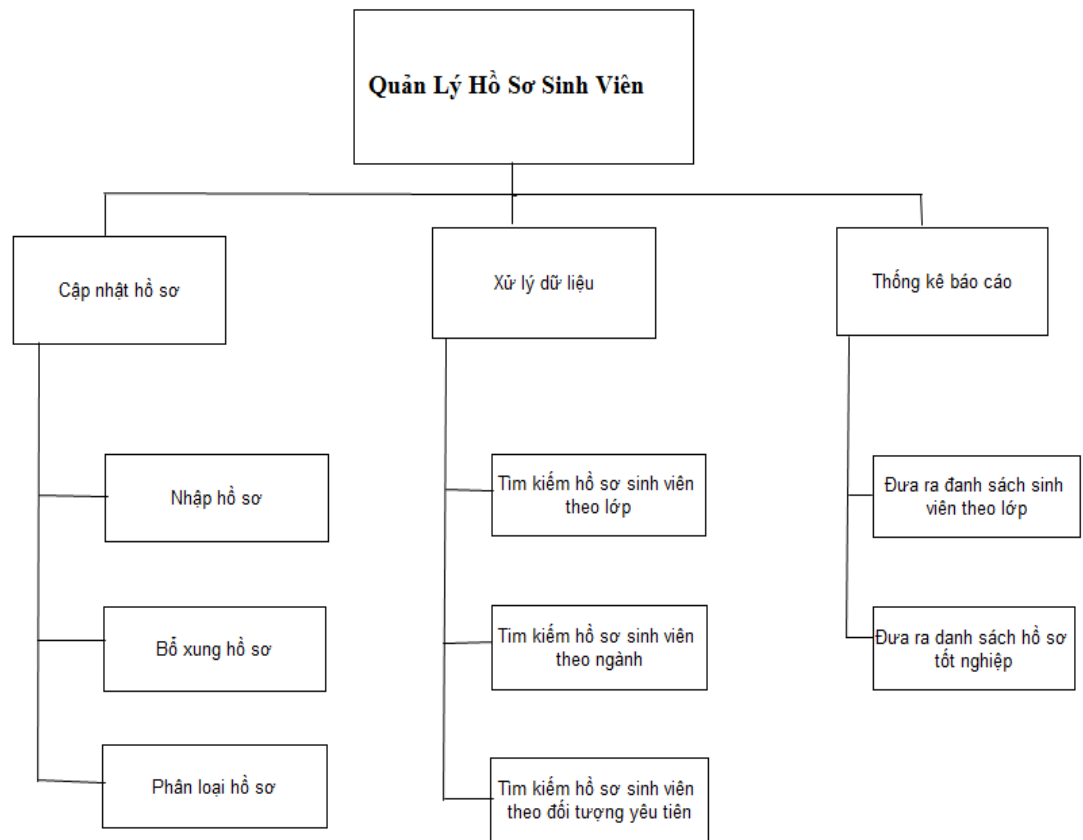 Quản Lý Hồ Sơ Sinh Viên
Cập nhật hồ sơ
Xử lý dữ liệu
Thống kê báo cáo
Nhập hồ sơ
Bổ xung hồ sơ
Phân loại hồ sơ
Tìm kiếm hồ sơ sinh viên
theo lớp
Tìm kiếm hồ sơ sinh viên
theo ngành
Tìm kiếm hồ sơ sinh viên
theo đối tượng yêu tiên
Đưa ra đanh sách sinh
viên theo lớp
Đưa ra danh sách hồ sơ
tốt nghiệp